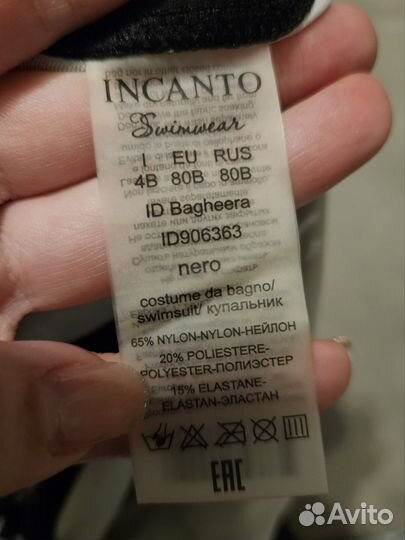 INCANTO
Swimwear
I EU RUS
4B 80B 80B
ID Bagheera
ID906363
nero
costume da bagno/
swimsuit/ купальник
65% NYLON-NYLON-НЕЙЛОН
20% POLIESTERE-
POLYESTER-ПОЛИЭСТЕР
15% ELASTANE-
ELASTAN-ЭЛАСТАН
EAC
Avito